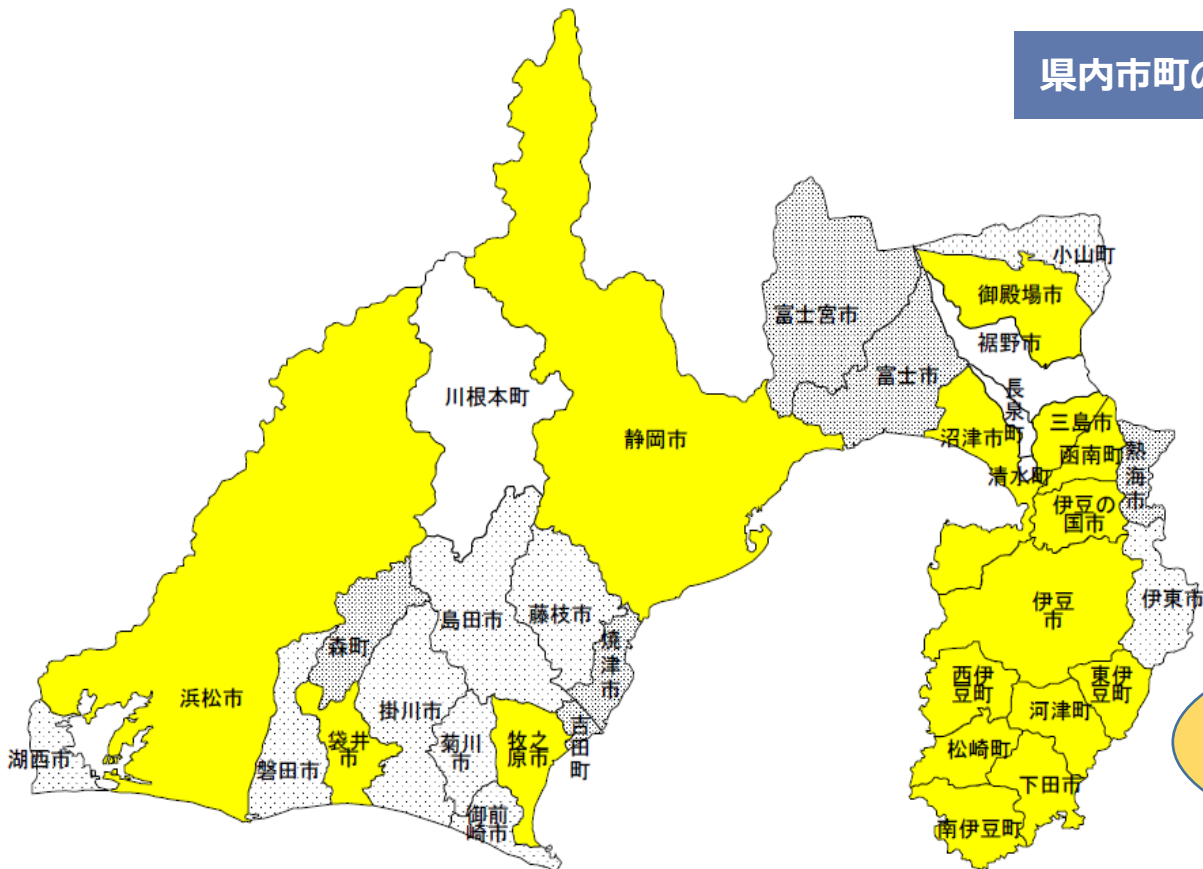 県内市町の
小山町
御殿場市
富士宮市
裾野市
富士市
長泉町
川根本町
三島市
静岡市
沼津市
函南町
熱海市
清水町
伊豆の
国市
伊豆
市
伊東市
藤枝市
島田市
焼津市
森町
西伊
豆町
東伊
豆町
浜松市
掛川市
河津町
菊川
市
牧之
原市
吉田町
袋井
市
松崎町
湖西市
磐田市
下田市
御前
崎市
南伊豆町